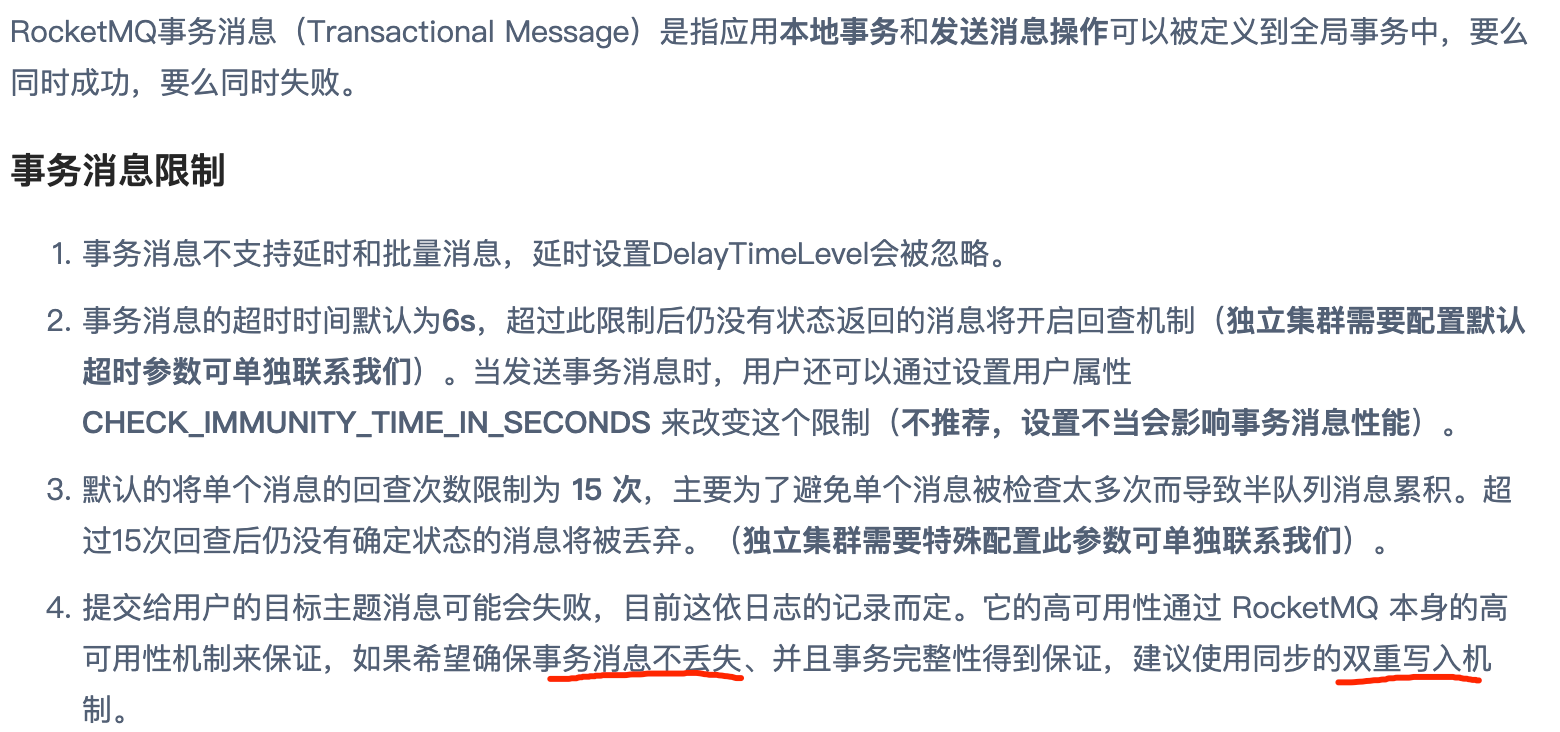 RocketMQ事务消息（Transactional Message）是指应用本地事务和发送消息操作可以被定义到全局事务中，要么
同时成功，要么同时失败。
事务消息限制
1. 事务消息不支持延时和批量消息，延时设置DelayTimeLevel会被忽略。
2. 事务消息的超时时间默认为6s，超过此限制后仍没有状态返回的消息将开启回查机制（独立集群需要配置默认
超时参数可单独联系我们）。当发送事务消息时，用户还可以通过设置用户属性
CHECK_IMMUNITY_TIME_IN_SECONDS 来改变这个限制（不推荐，设置不当会影响事务消息性能）。
3. 默认的将单个消息的回查次数限制为 15 次，主要为了避免单个消息被检查太多次而导致半队列消息累积。超
过15次回查后仍没有确定状态的消息将被丢弃。（独立集群需要特殊配置此参数可单独联系我们）。
4. 提交给用户的目标主题消息可能会失败，目前这依日志的记录而定。它的高可用性通过 RocketMQ 本身的高
可用性机制来保证，如果希望确保事务消息不丢失、并且事务完整性得到保证，建议使用同步的双重写入机
制。